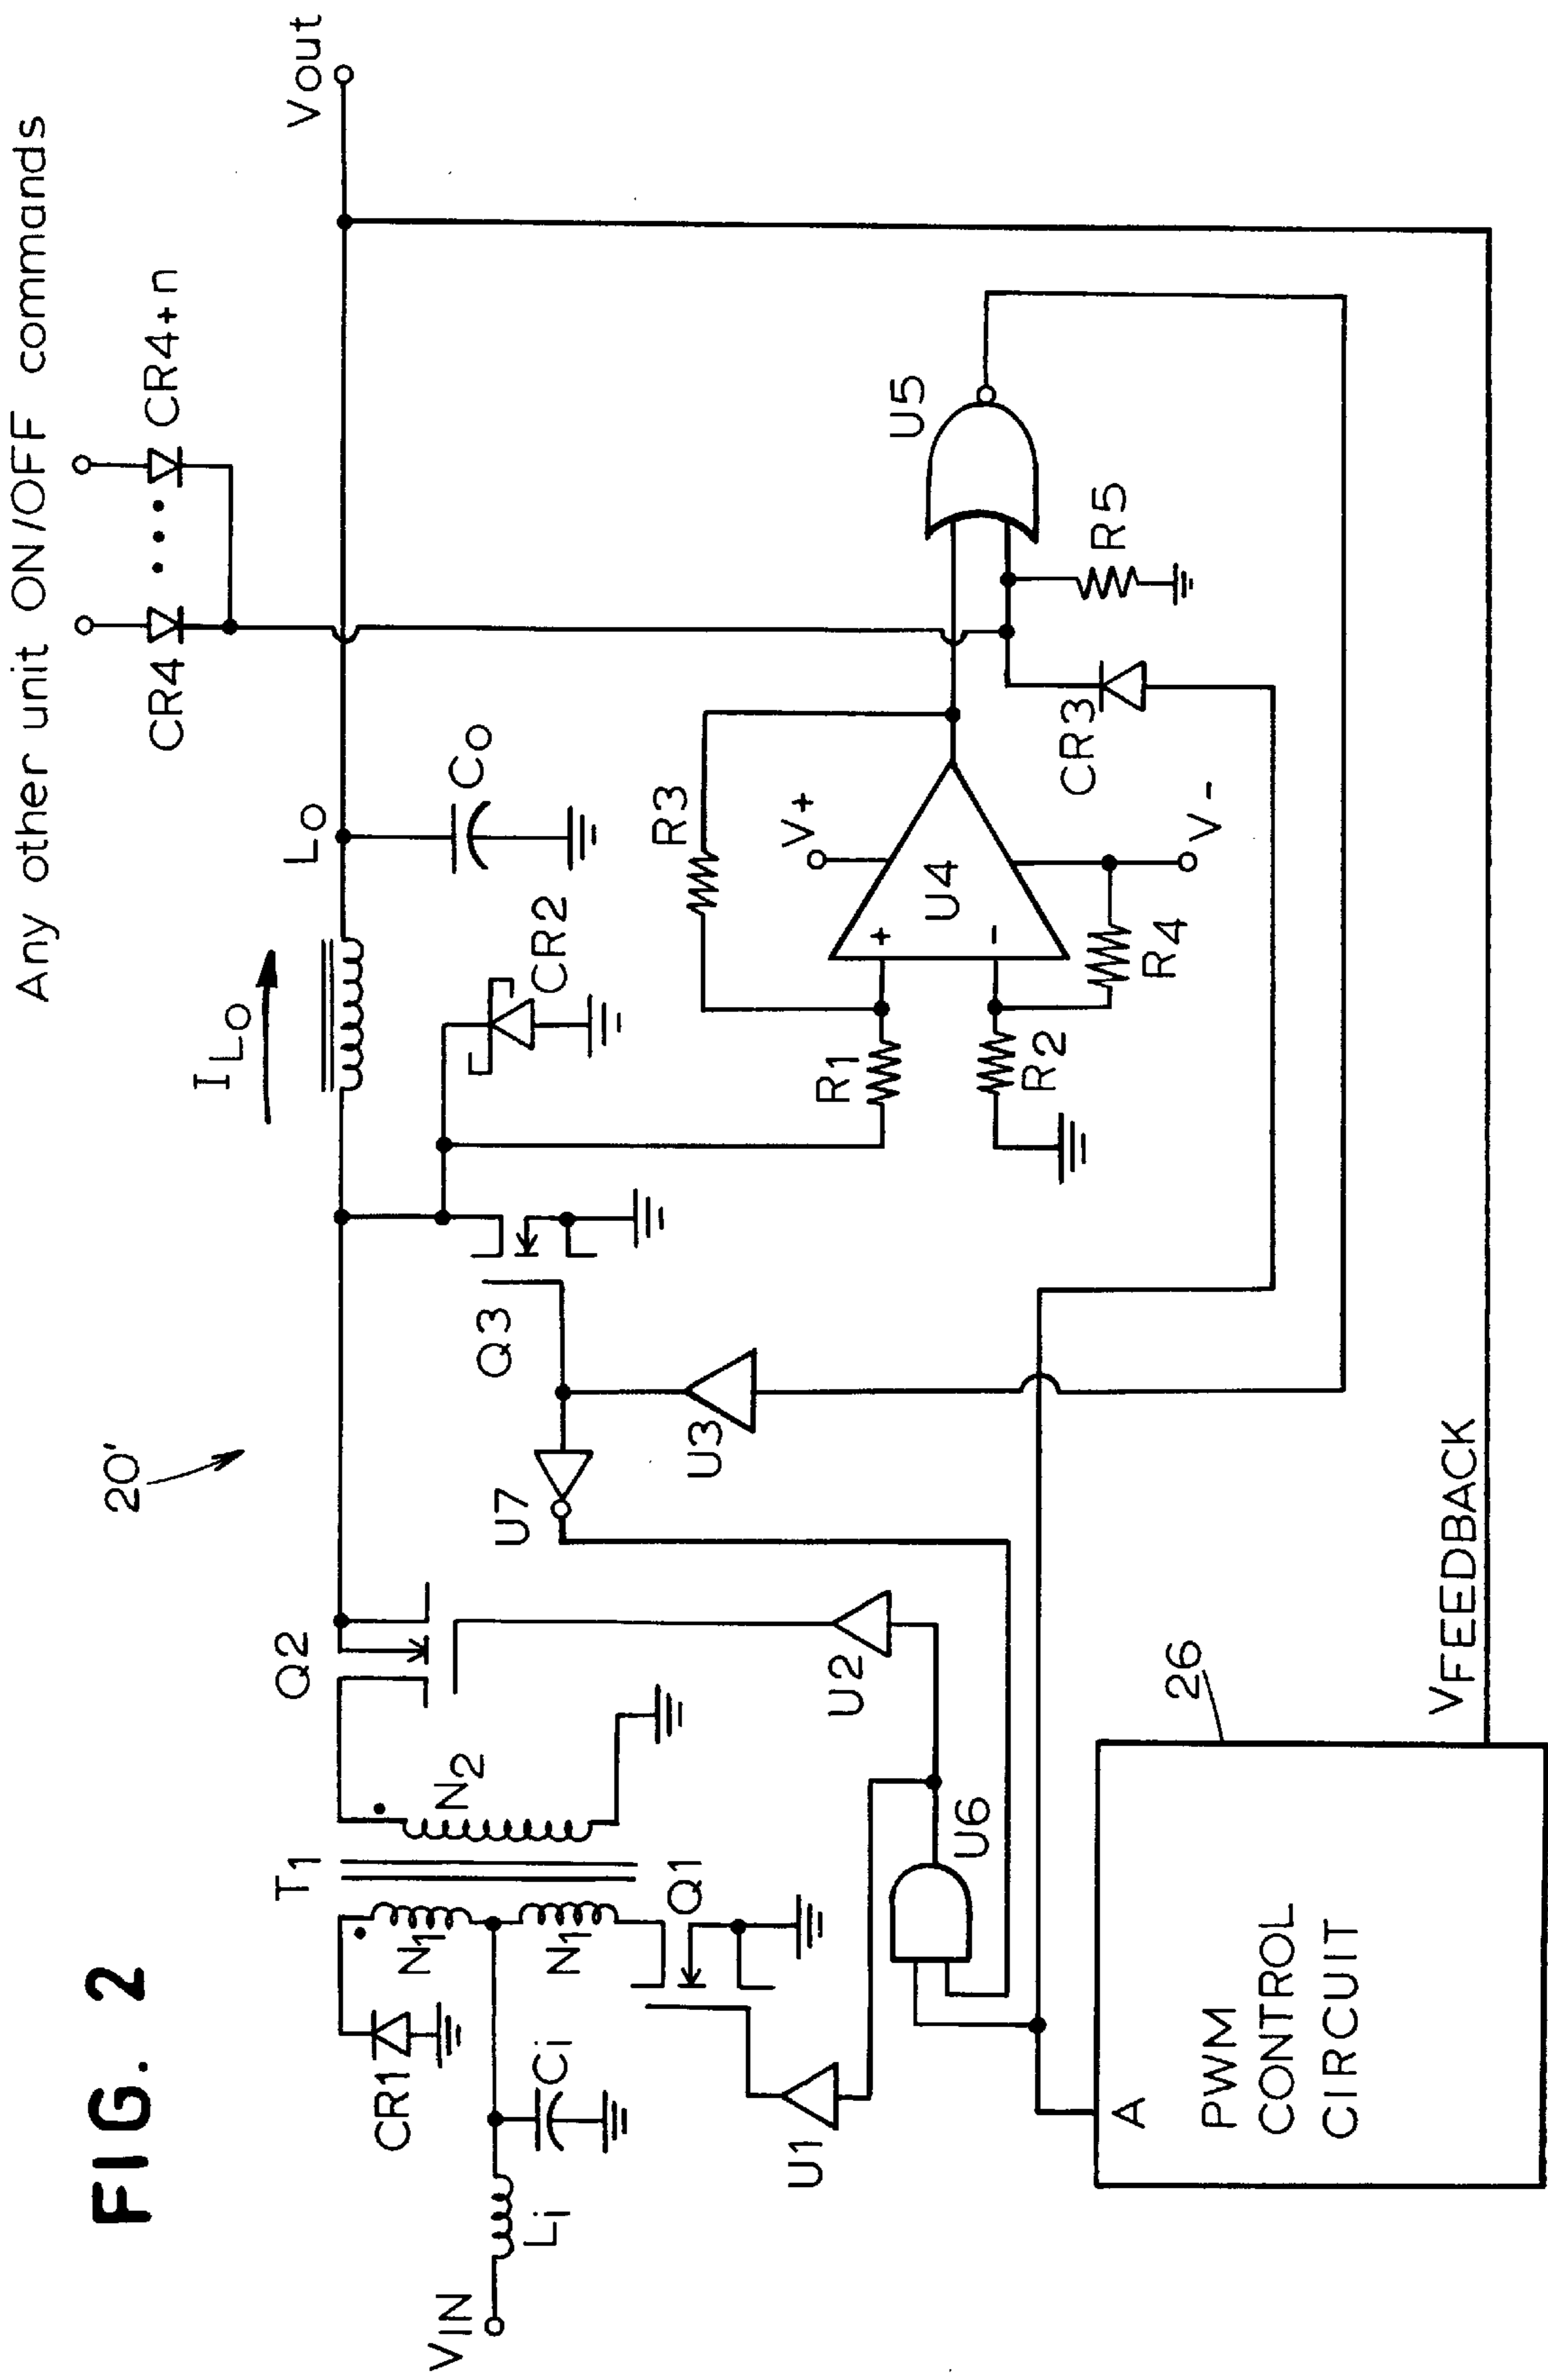 FIG. 2
20'
Any other unit ON/OFF commands
CR4
CR4+n
Vout
ILO
LO
CO
CR2
Q3
Q2
T1
N1
N1
N2
CR1
VIN
Li
Ci
Q1
U1
U2
U3
U7
U6
R1
R2
R3
R4
U4
+
-
V+
V-
CR3
R5
U5
A
PWM
CONTROL
CIRCUIT
26
VFEEDBACK